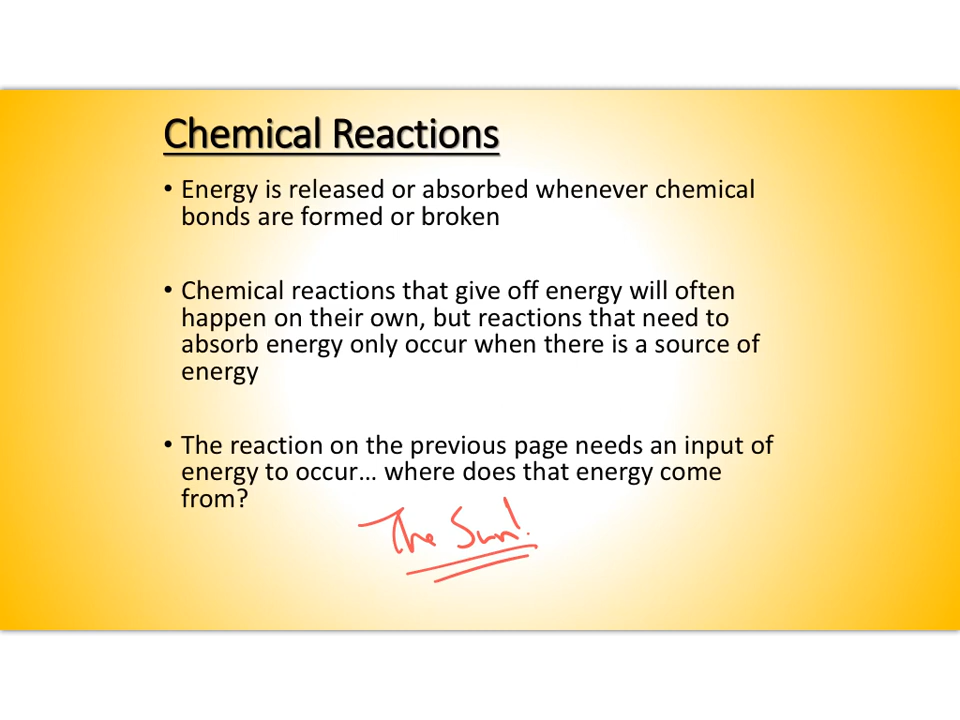 Chemical Reactions
• Energy is released or absorbed whenever chemical
bonds are formed or broken
• Chemical reactions that give off energy will often
happen on their own, but reactions that need to
absorb energy only occur when there is a source of
energy
• The reaction on the previous page needs an input of
energy to occur… where does that energy come
from?
The Sun!